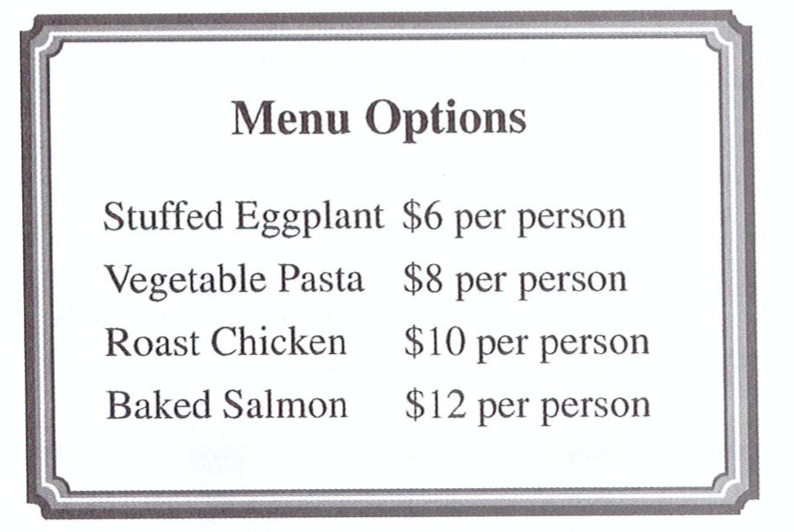 Menu Options
Stuffed Eggplant $6 per person
Vegetable Pasta $8 per person
Roast Chicken $10 per person
Baked Salmon $12 per person